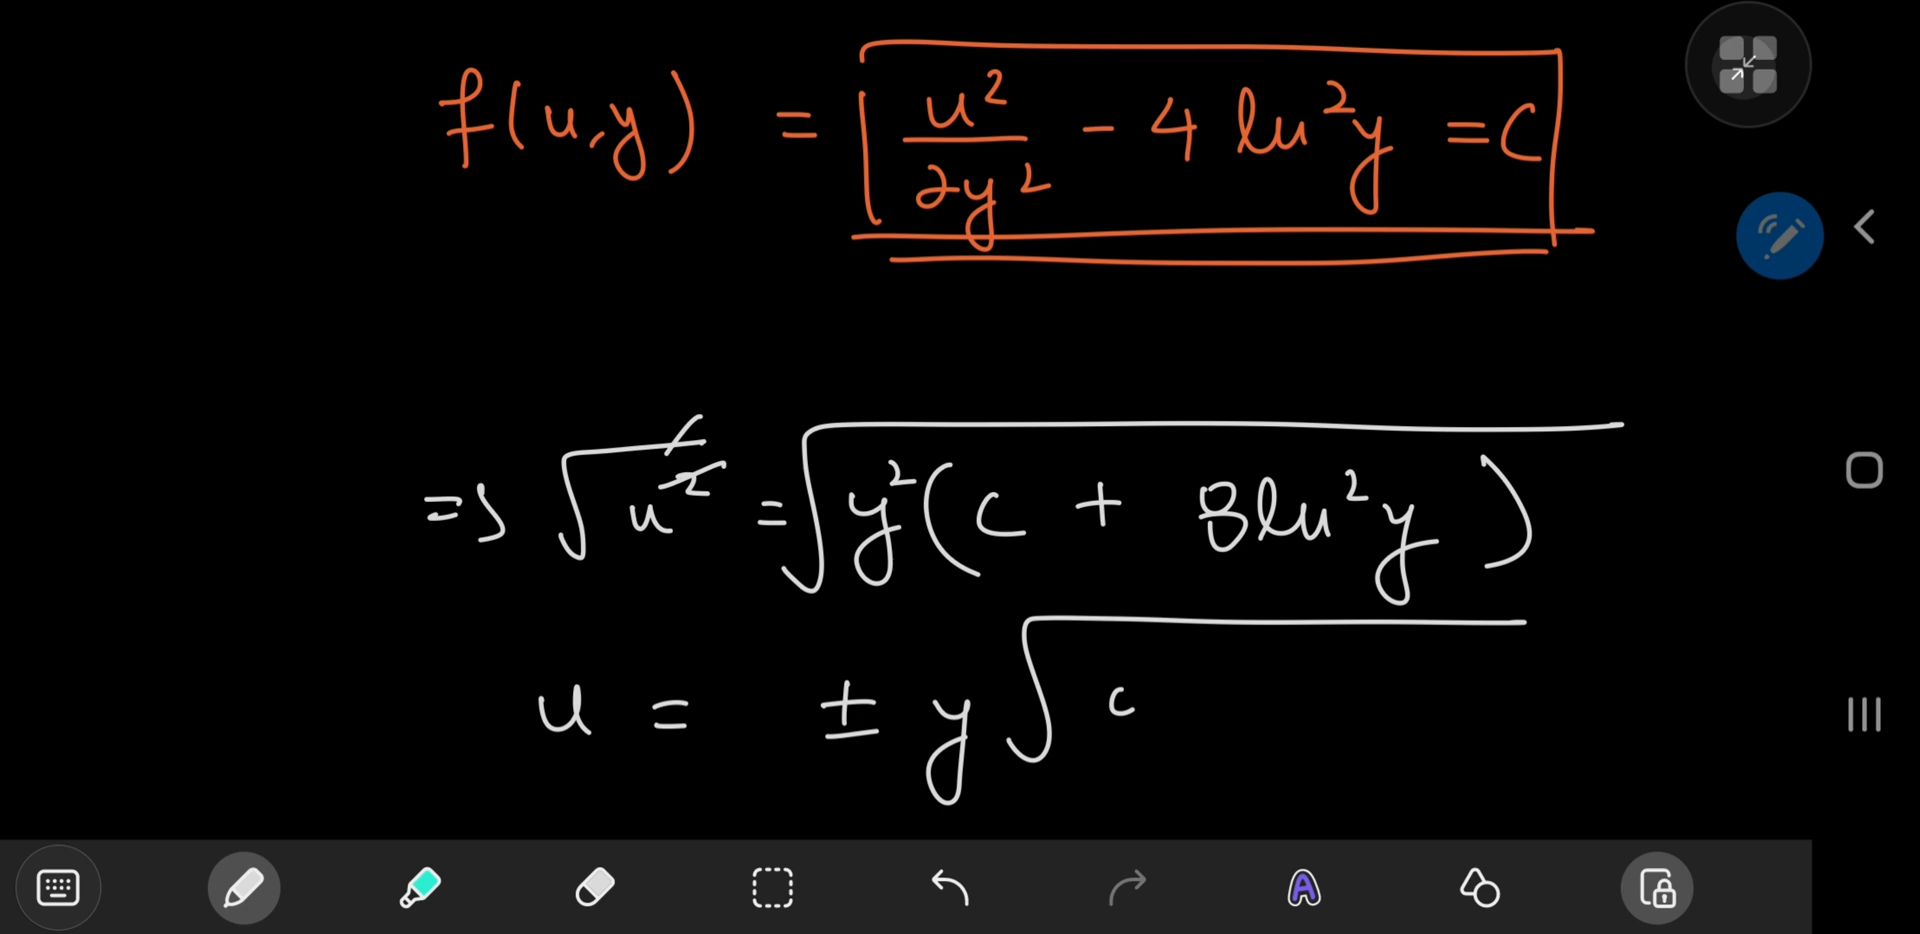 f(u,y) = u²/2y² - 4 ln²y = C
=> √u² = √y²(c + 8ln²y)
u = ± y√c